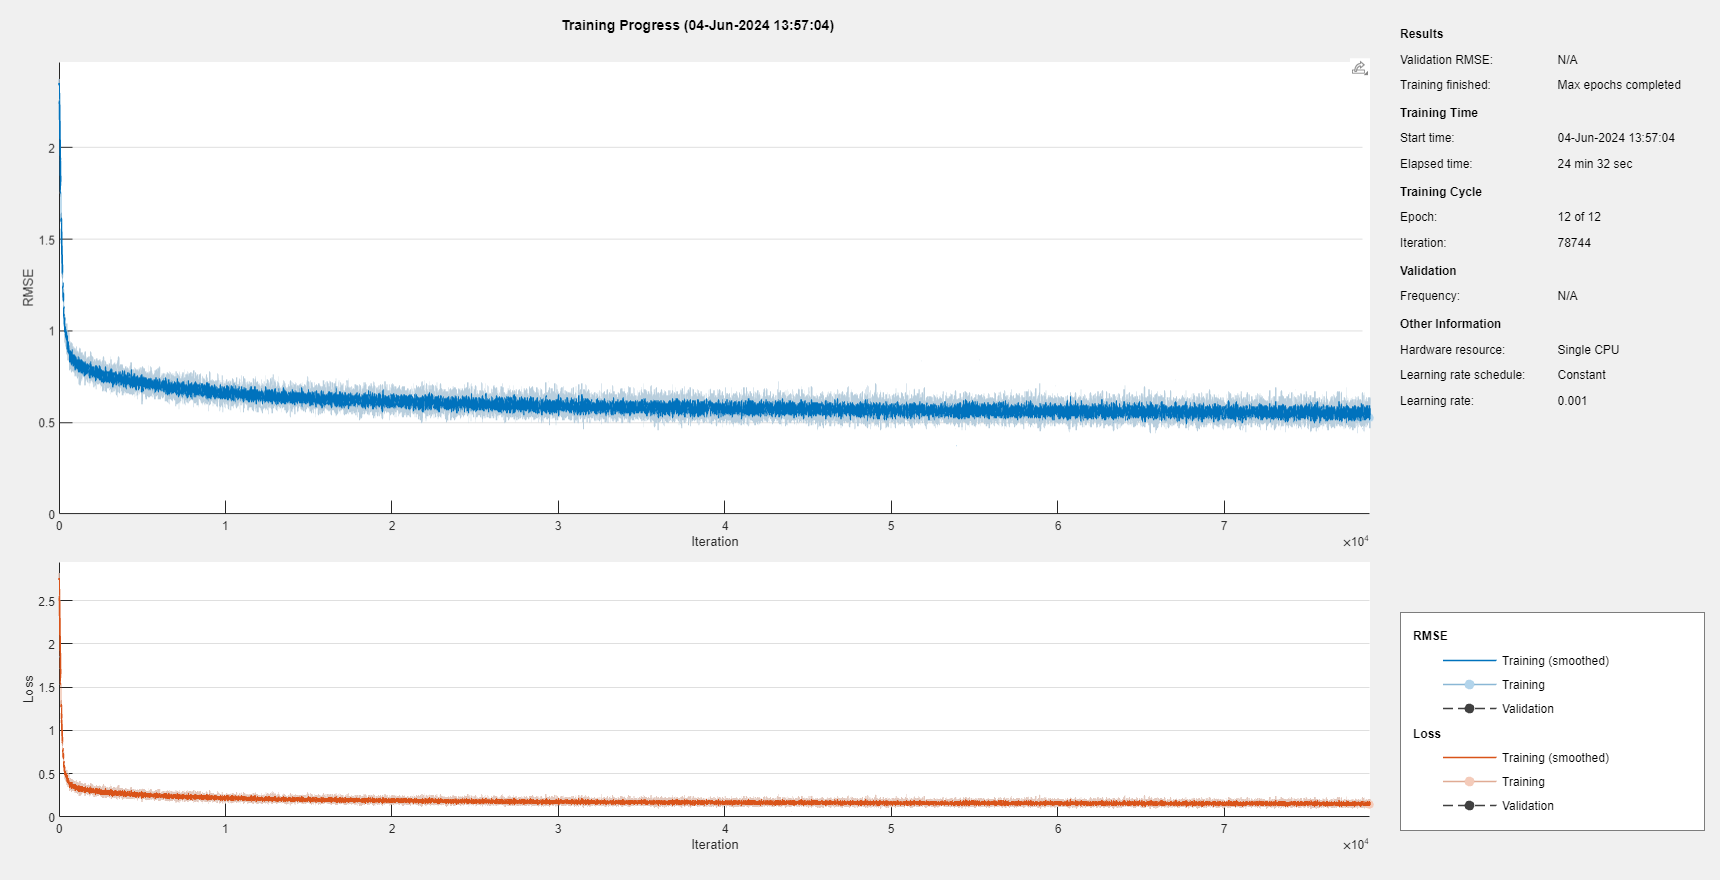 Training Progress (04-Jun-2024 13:57:04)
2
1.5
1
0.5
0
RMSE
0 1 2 3 4 5 6 7
Iteration
×10⁴
2.5
2
1.5
1
0.5
0
Loss
0 1 2 3 4 5 6 7
Iteration
×10⁴
Results
Validation RMSE: N/A
Training finished: Max epochs completed
Training Time
Start time: 04-Jun-2024 13:57:04
Elapsed time: 24 min 32 sec
Training Cycle
Epoch: 12 of 12
Iteration: 78744
Validation
Frequency: N/A
Other Information
Hardware resource: Single CPU
Learning rate schedule: Constant
Learning rate: 0.001
RMSE
Training (smoothed)
Training
Validation
Loss
Training (smoothed)
Training
Validation